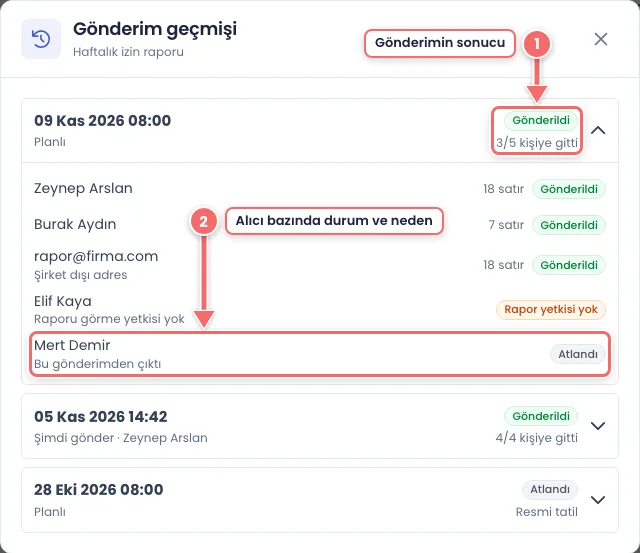 Gönderim geçmişi
Haftalık izin raporu
Gönderimin sonucu
1
09 Kas 2026 08:00
Planlı
Gönderildi
3/5 kişiye gitti
Zeynep Arslan
18 satır
Gönderildi
Burak Aydın
7 satır
Gönderildi
2
Alıcı bazında durum ve neden
rapor@firma.com
Şirket dışı adres
18 satır
Gönderildi
Elif Kaya
Raporu görme yetkisi yok
Rapor yetkisi yok
Mert Demir
Bu gönderimden çıktı
Atlandı
05 Kas 2026 14:42
Şimdi gönder · Zeynep Arslan
Gönderildi
4/4 kişiye gitti
28 Eki 2026 08:00
Planlı
Atlandı
Resmi tatil